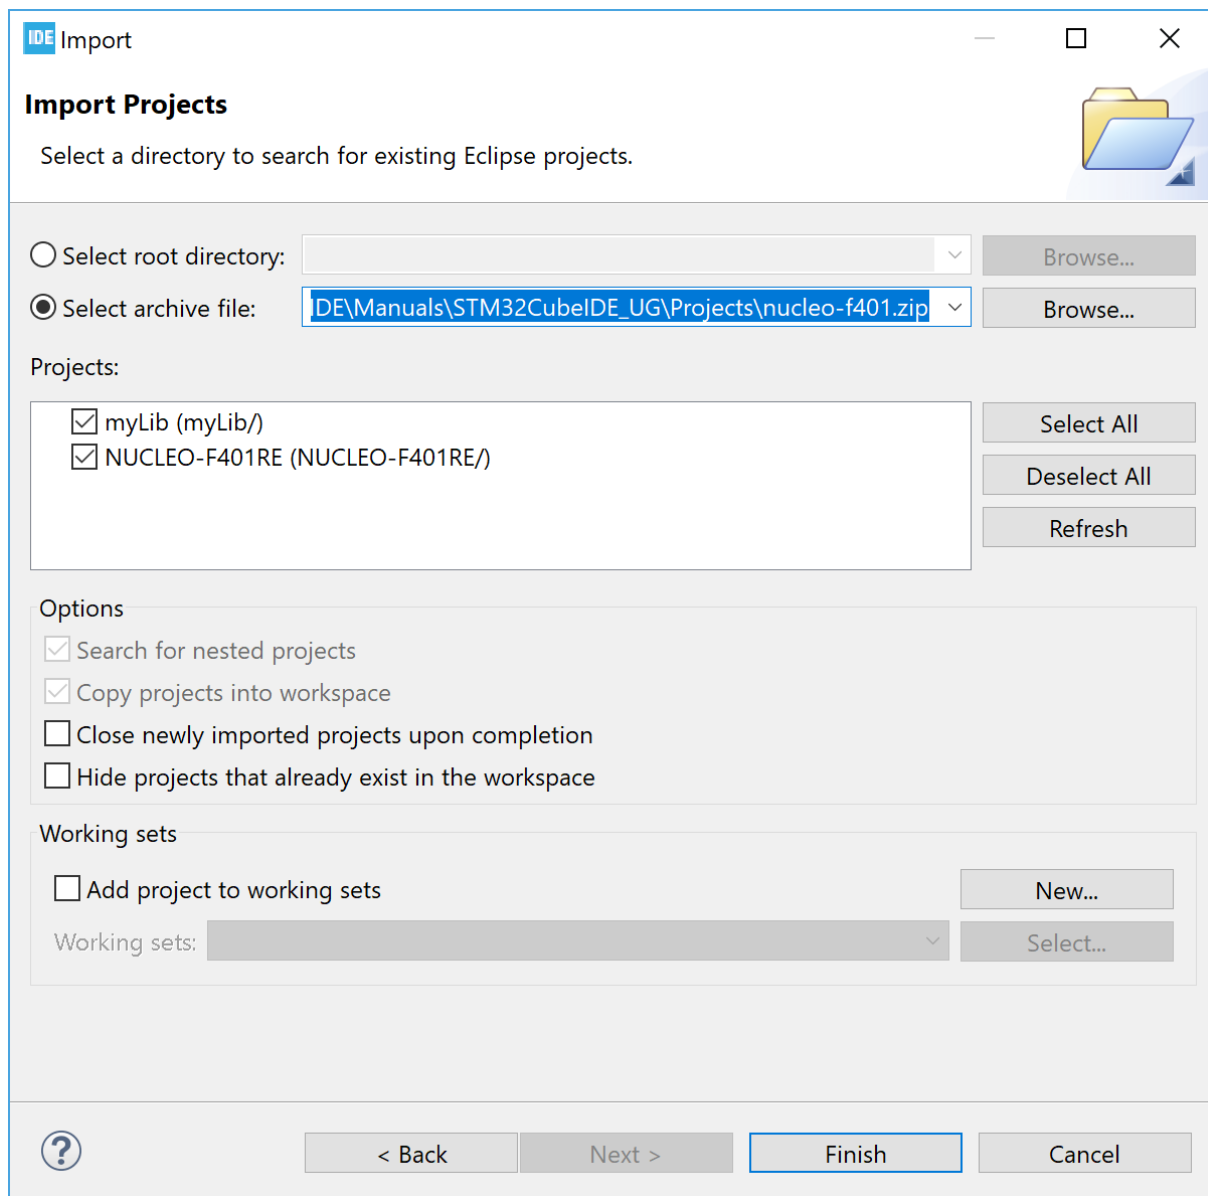 IDE Import
Import Projects
Select a directory to search for existing Eclipse projects.
Select root directory: Browse...
Select archive file: IDE\Manuals\STM32CubeIDE_UG\Projects\nucleo-f401.zip Browse...
Projects:
myLib (myLib/)
Select All
NUCLEO-F401RE (NUCLEO-F401RE/)
Deselect All
Refresh
Options
Search for nested projects
Copy projects into workspace
Close newly imported projects upon completion
Hide projects that already exist in the workspace
Working sets
Add project to working sets New...
Working sets: Select...
? < Back Next > Finish Cancel